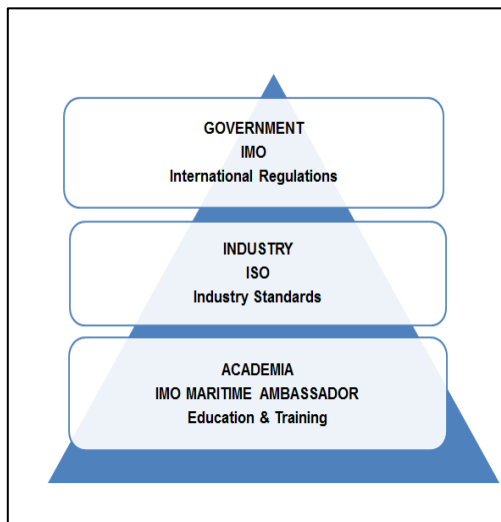 GOVERNMENT
IMO
International Regulations
INDUSTRY
ISO
Industry Standards
ACADEMIA
IMO MARITIME AMBASSADOR
Education & Training